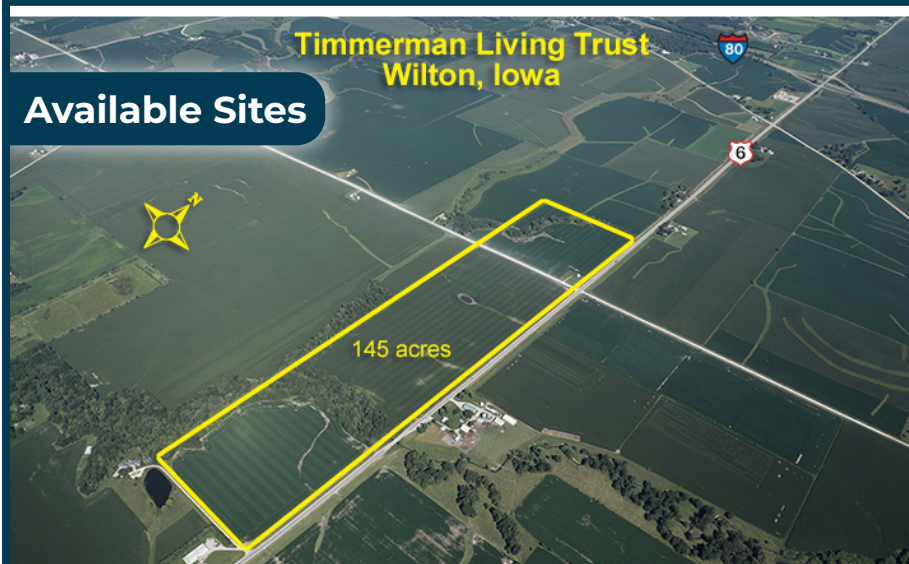 Timmerman Living Trust
Wilton, Iowa
80
Available Sites
6
N
145 acres